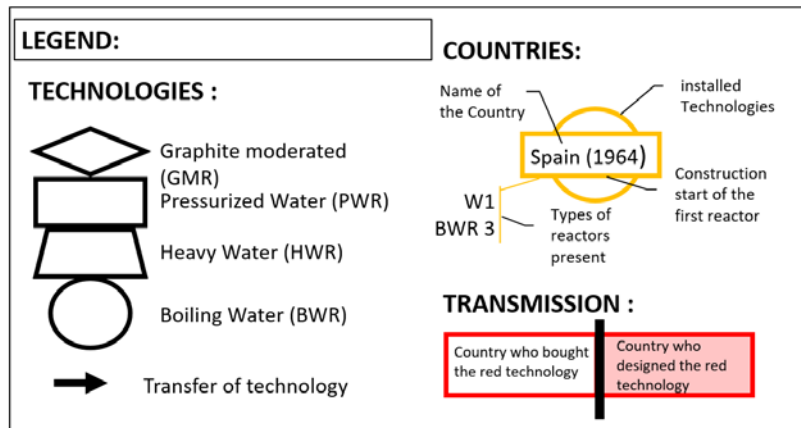 LEGEND:
TECHNOLOGIES :
Graphite moderated
(GMR)
Pressurized Water (PWR)
Heavy Water (HWR)
Boiling Water (BWR)
Transfer of technology
COUNTRIES:
Name of
the Country
installed
Technologies
Spain (1964)
Construction
start of the
first reactor
W1
BWR 3
Types of
reactors
present
TRANSMISSION :
Country who bought
the red technology
Country who
designed the red
technology